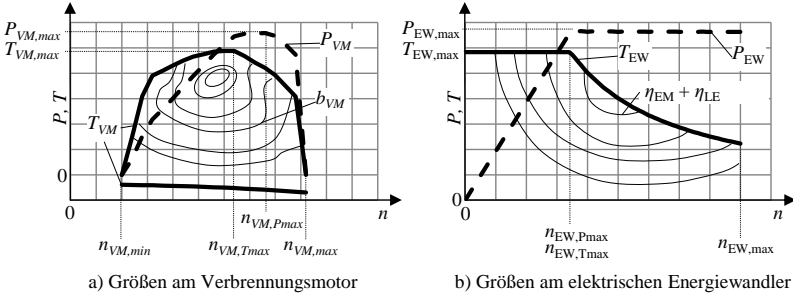 P_VM,max
T_VM,max
P_VM
P, T
T_VM
b_VM
0
0
n
n_VM,Pmax
n_VM,min
n_VM,Tmax
n_VM,max
a) Größen am Verbrennungsmotor
P_EW,max
T_EW,max
T_EW
P_EW
P, T
η_EM + η_LE
0
0
n
n_EW,Pmax
n_EW,Tmax
n_EW,max
b) Größen am elektrischen Energiewandler